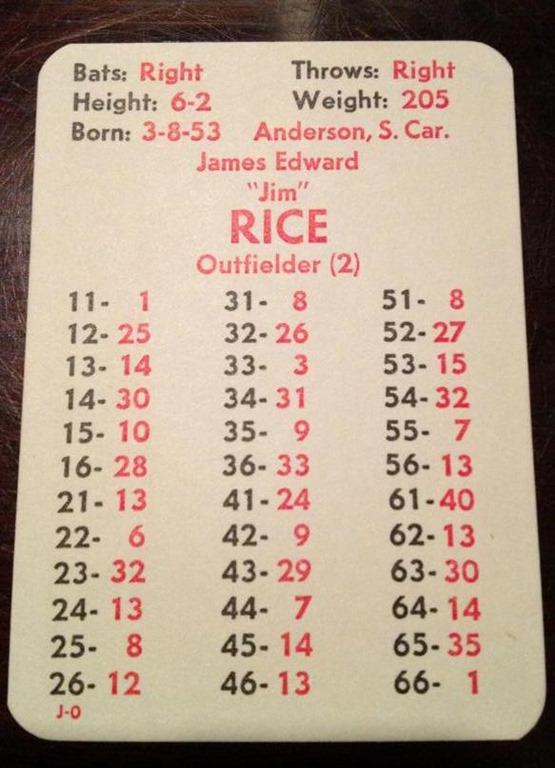 Bats: Right Throws: Right
Height: 6-2 Weight: 205
Born: 3-8-53 Anderson, S. Car.
James Edward
"Jim"
RICE
Outfielder (2)
11- 1 31- 8 51- 8
12- 25 32- 26 52- 27
13- 14 33- 3 53- 15
14- 30 34- 31 54- 32
15- 10 35- 9 55- 7
16- 28 36- 33 56- 13
21- 13 41- 24 61- 40
22- 6 42- 9 62- 13
23- 32 43- 29 63- 30
24- 13 44- 7 64- 14
25- 8 45- 14 65- 35
26- 12 46- 13 66- 1
J-0